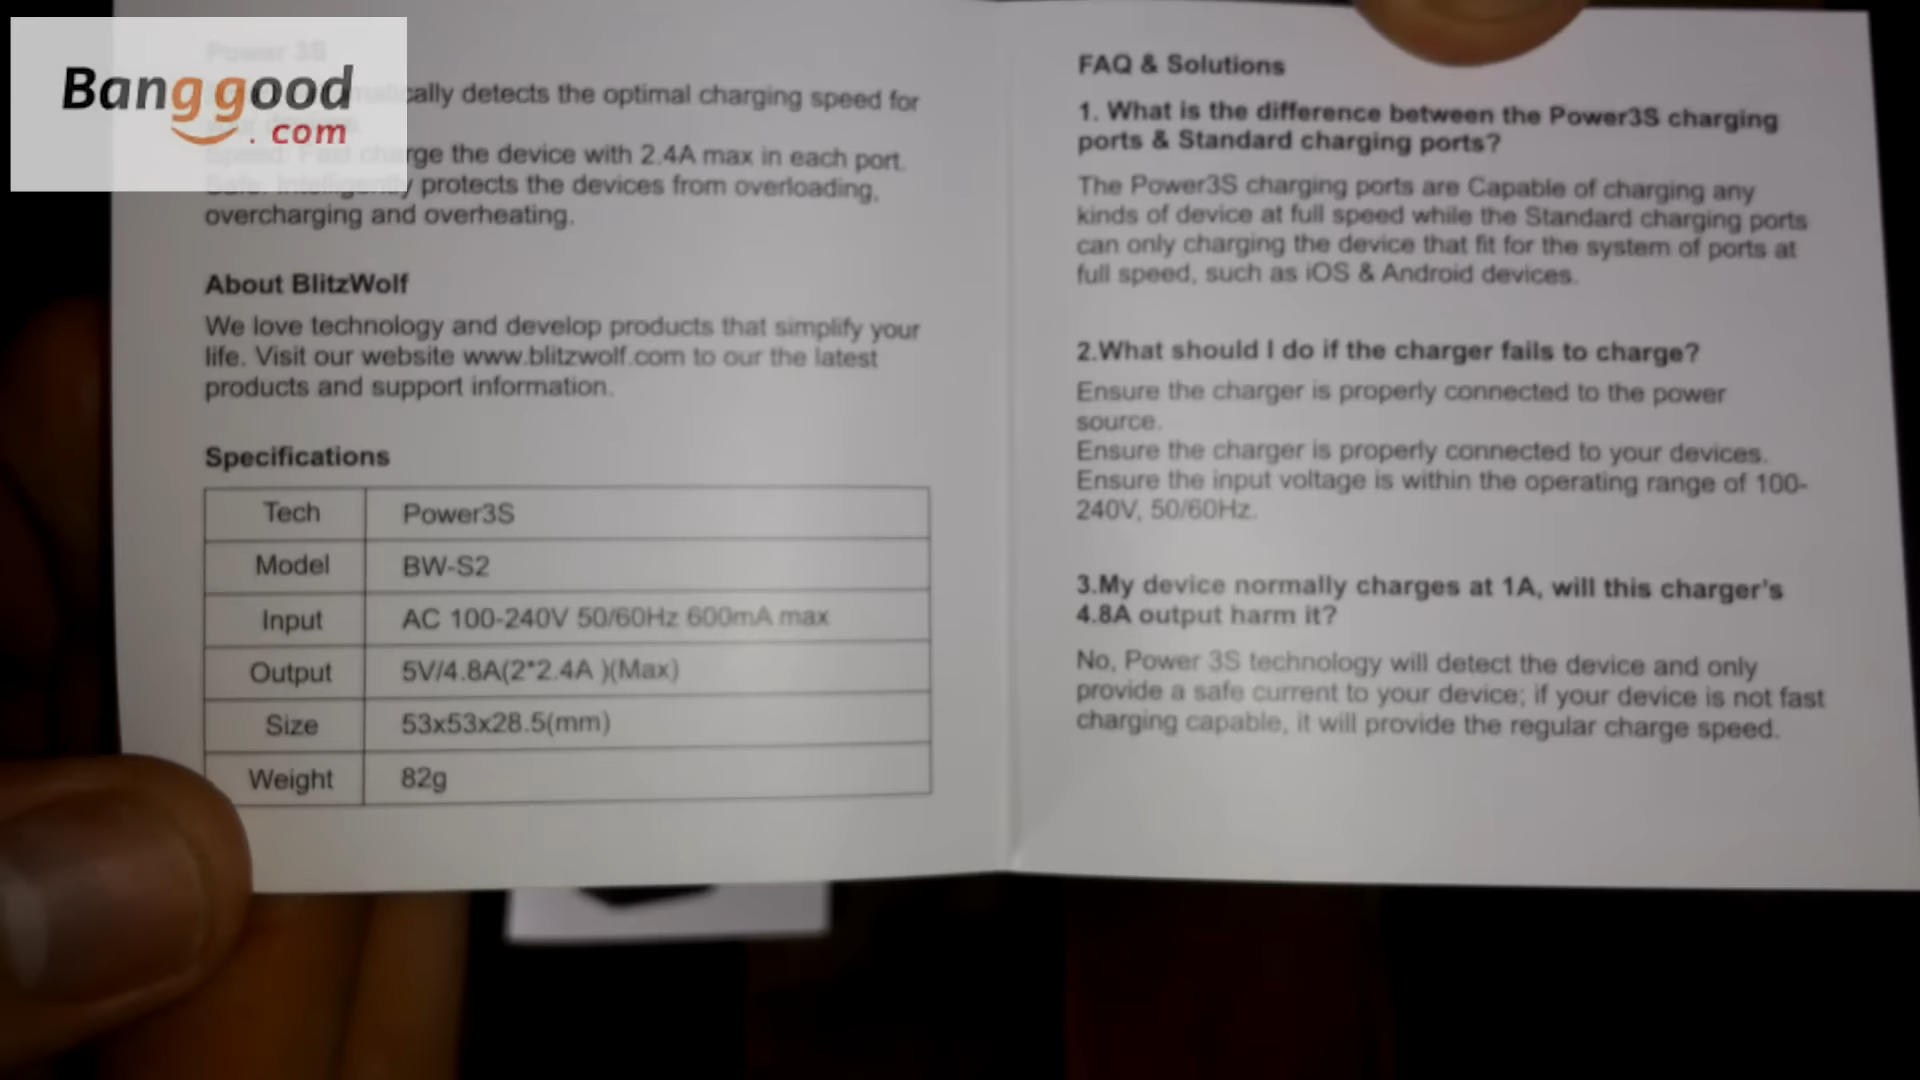 Banggood
.com
Power 3S
ally detects the optimal charging speed for
Speed: Fast charge the device with 2.4A max in each port.
Safe: Intelligently protects the devices from overloading,
overcharging and overheating.
About BlitzWolf
We love technology and develop products that simplify your
life. Visit our website www.blitzwolf.com to our the latest
products and support information.
Specifications
Tech Power3S
Model BW-S2
Input AC 100-240V 50/60Hz 600mA max
Output 5V/4.8A(2*2.4A )(Max)
Size 53x53x28.5(mm)
Weight 82g
FAQ & Solutions
1. What is the difference between the Power3S charging
ports & Standard charging ports?
The Power3S charging ports are Capable of charging any
kinds of device at full speed while the Standard charging ports
can only charging the device that fit for the system of ports at
full speed, such as iOS & Android devices.
2.What should I do if the charger fails to charge?
Ensure the charger is properly connected to the power
source.
Ensure the charger is properly connected to your devices.
Ensure the input voltage is within the operating range of 100-
240V, 50/60Hz.
3.My device normally charges at 1A, will this charger's
4.8A output harm it?
No, Power 3S technology will detect the device and only
provide a safe current to your device; if your device is not fast
charging capable, it will provide the regular charge speed.